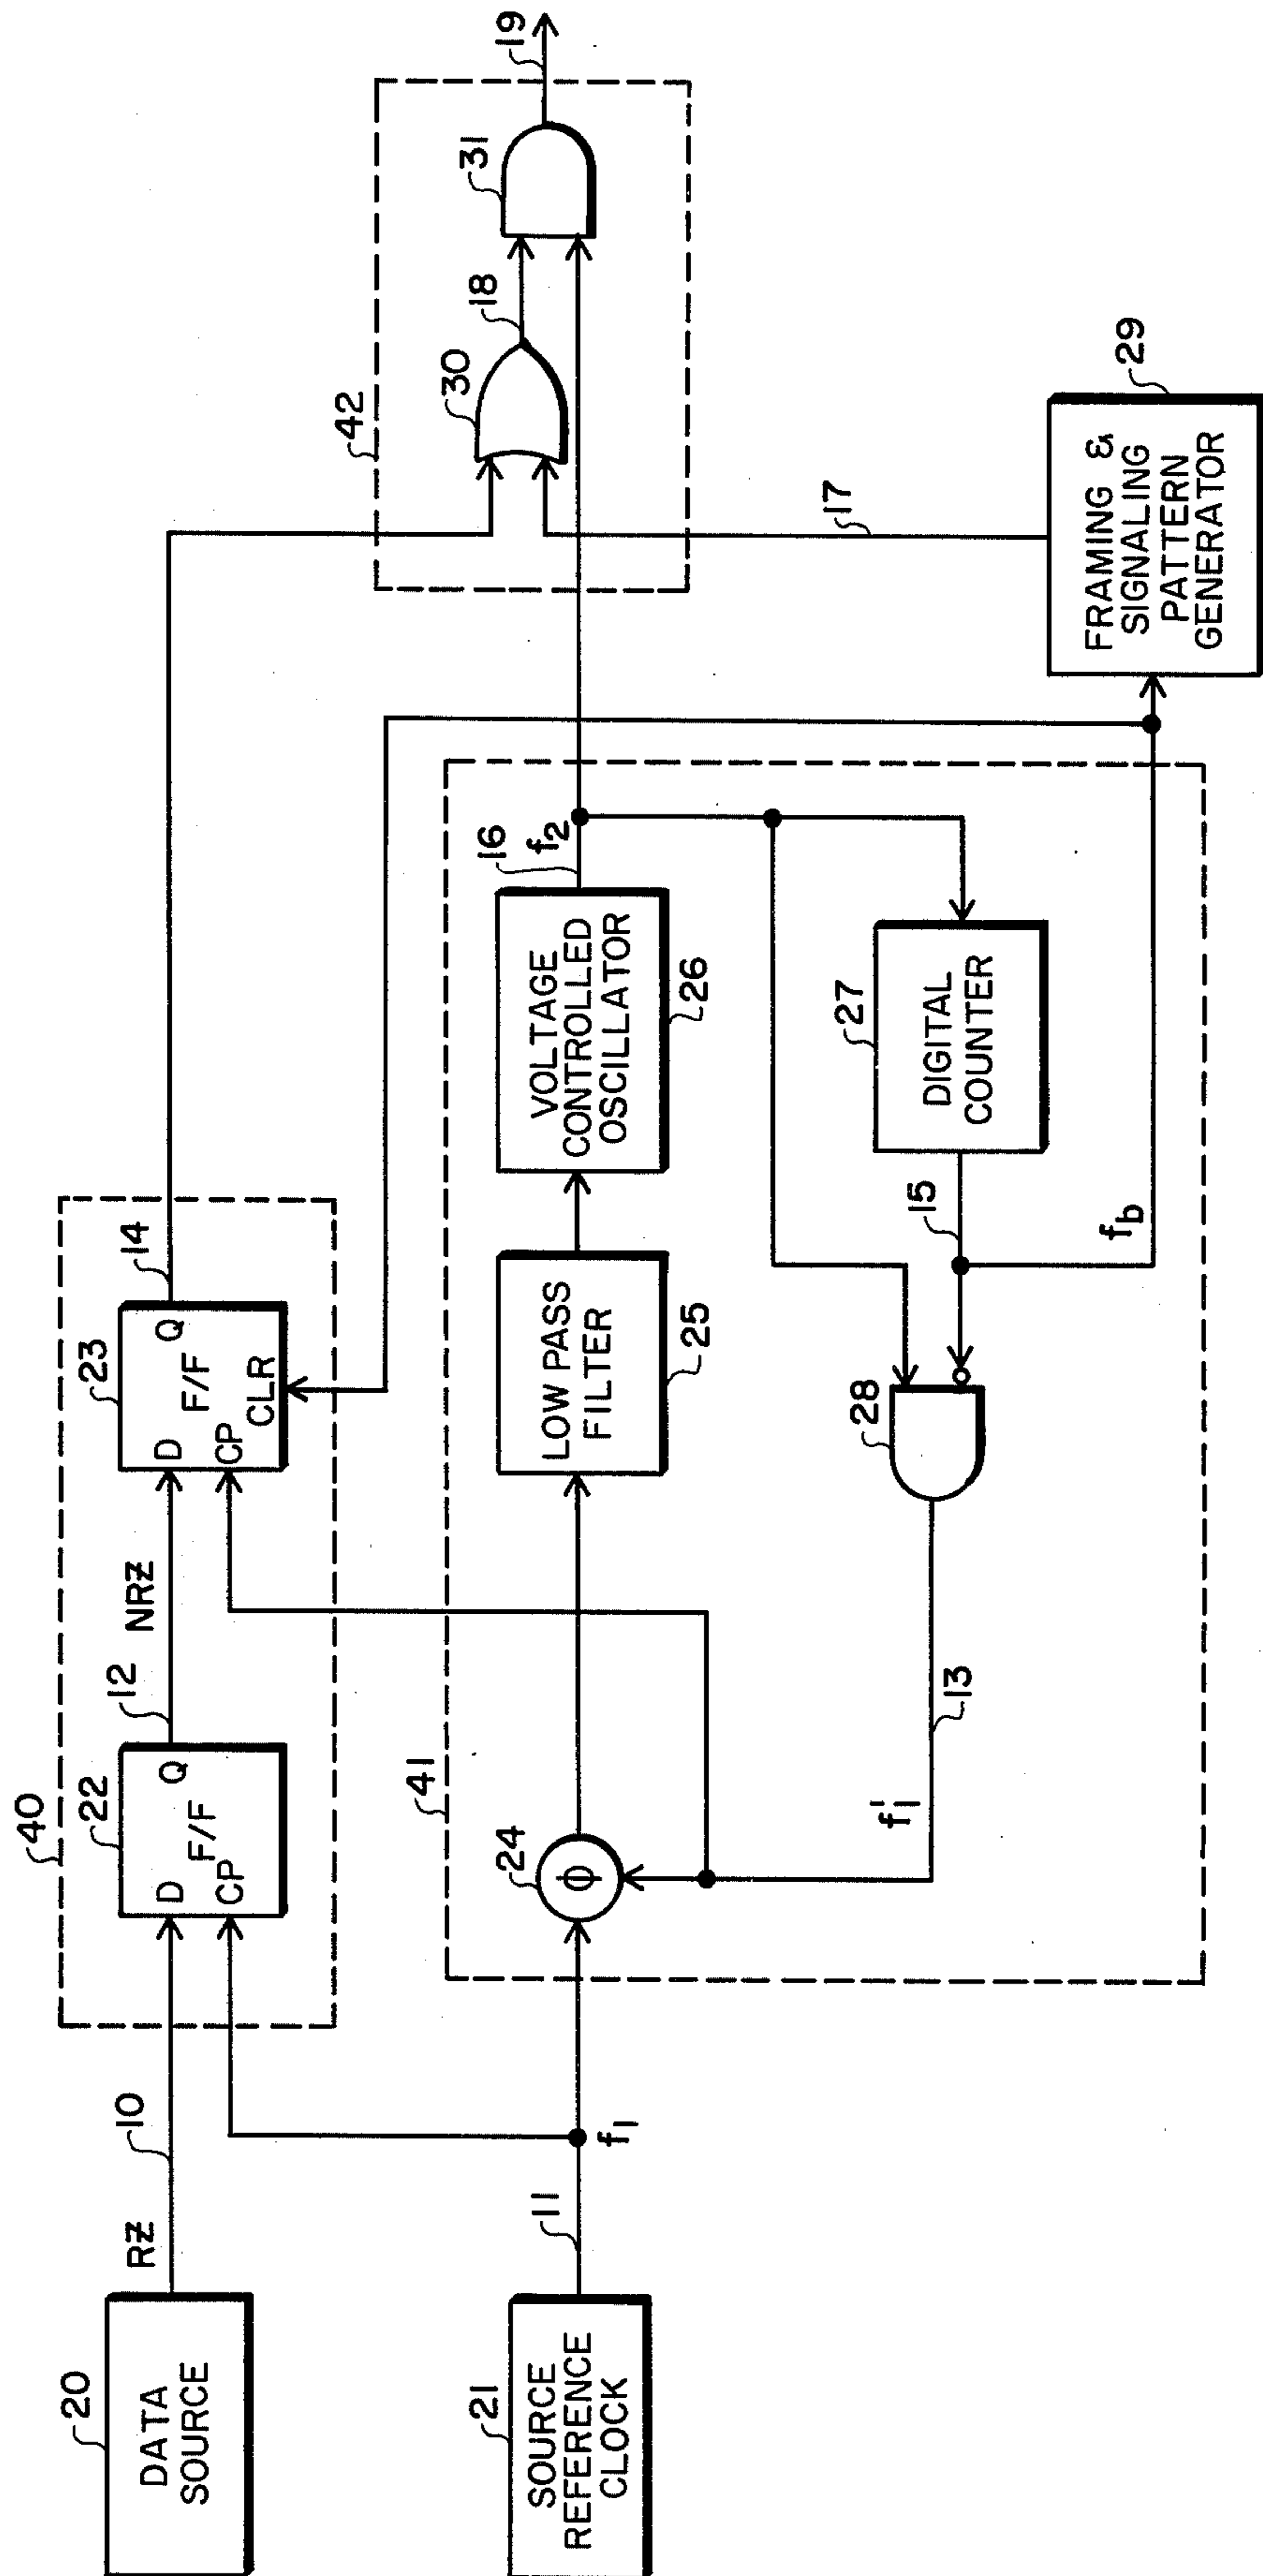 20
DATA
SOURCE
RZ
10
40
22
D
Q
F/F
CP
12
NRZ
23
D
Q
F/F
CP
CLR
14
21
SOURCE
REFERENCE
CLOCK
11
f1
41
24
ϕ
LOW PASS
FILTER
25
VOLTAGE
CONTROLLED
OSCILLATOR
26
16
f2
27
DIGITAL
COUNTER
15
fb
28
13
f1'
42
30
18
31
19
17
FRAMING &
SIGNALING
PATTERN
GENERATOR
29